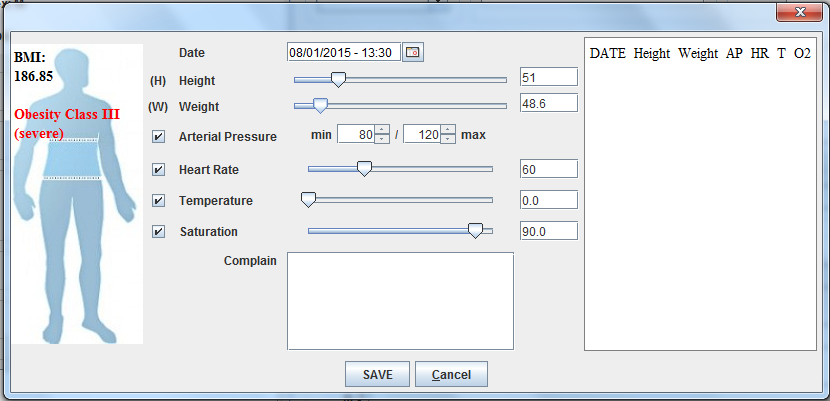 BMI:
186.85
Obesity Class III
(severe)
Date 08/01/2015 - 13:30
(H) Height 51
(W) Weight 48.6
Arterial Pressure min 80 / 120 max
Heart Rate 60
Temperature 0.0
Saturation 90.0
Complain
SAVE Cancel
DATE Height Weight AP HR T O2